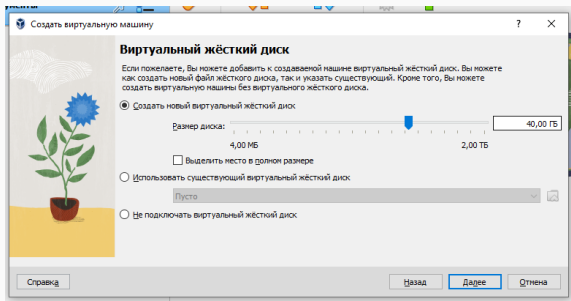 Создать виртуальную машину
Виртуальный жёсткий диск
Если пожелаете, Вы можете добавить к создаваемой машине виртуальный жёсткий диск. Вы можете
как создать новый файл жёсткого диска, так и указать существующий. Кроме того, Вы можете
создать виртуальную машины без виртуального жёсткого диска.
Создать новый виртуальный жёсткий диск
Размер диска:
40,00 ГБ
4,00 МБ
2,00 ТБ
Выделить место в полном размере
Использовать существующий виртуальный жёсткий диск
Пусто
Не подключать виртуальный жёсткий диск
Справка
Назад
Далее
Отмена